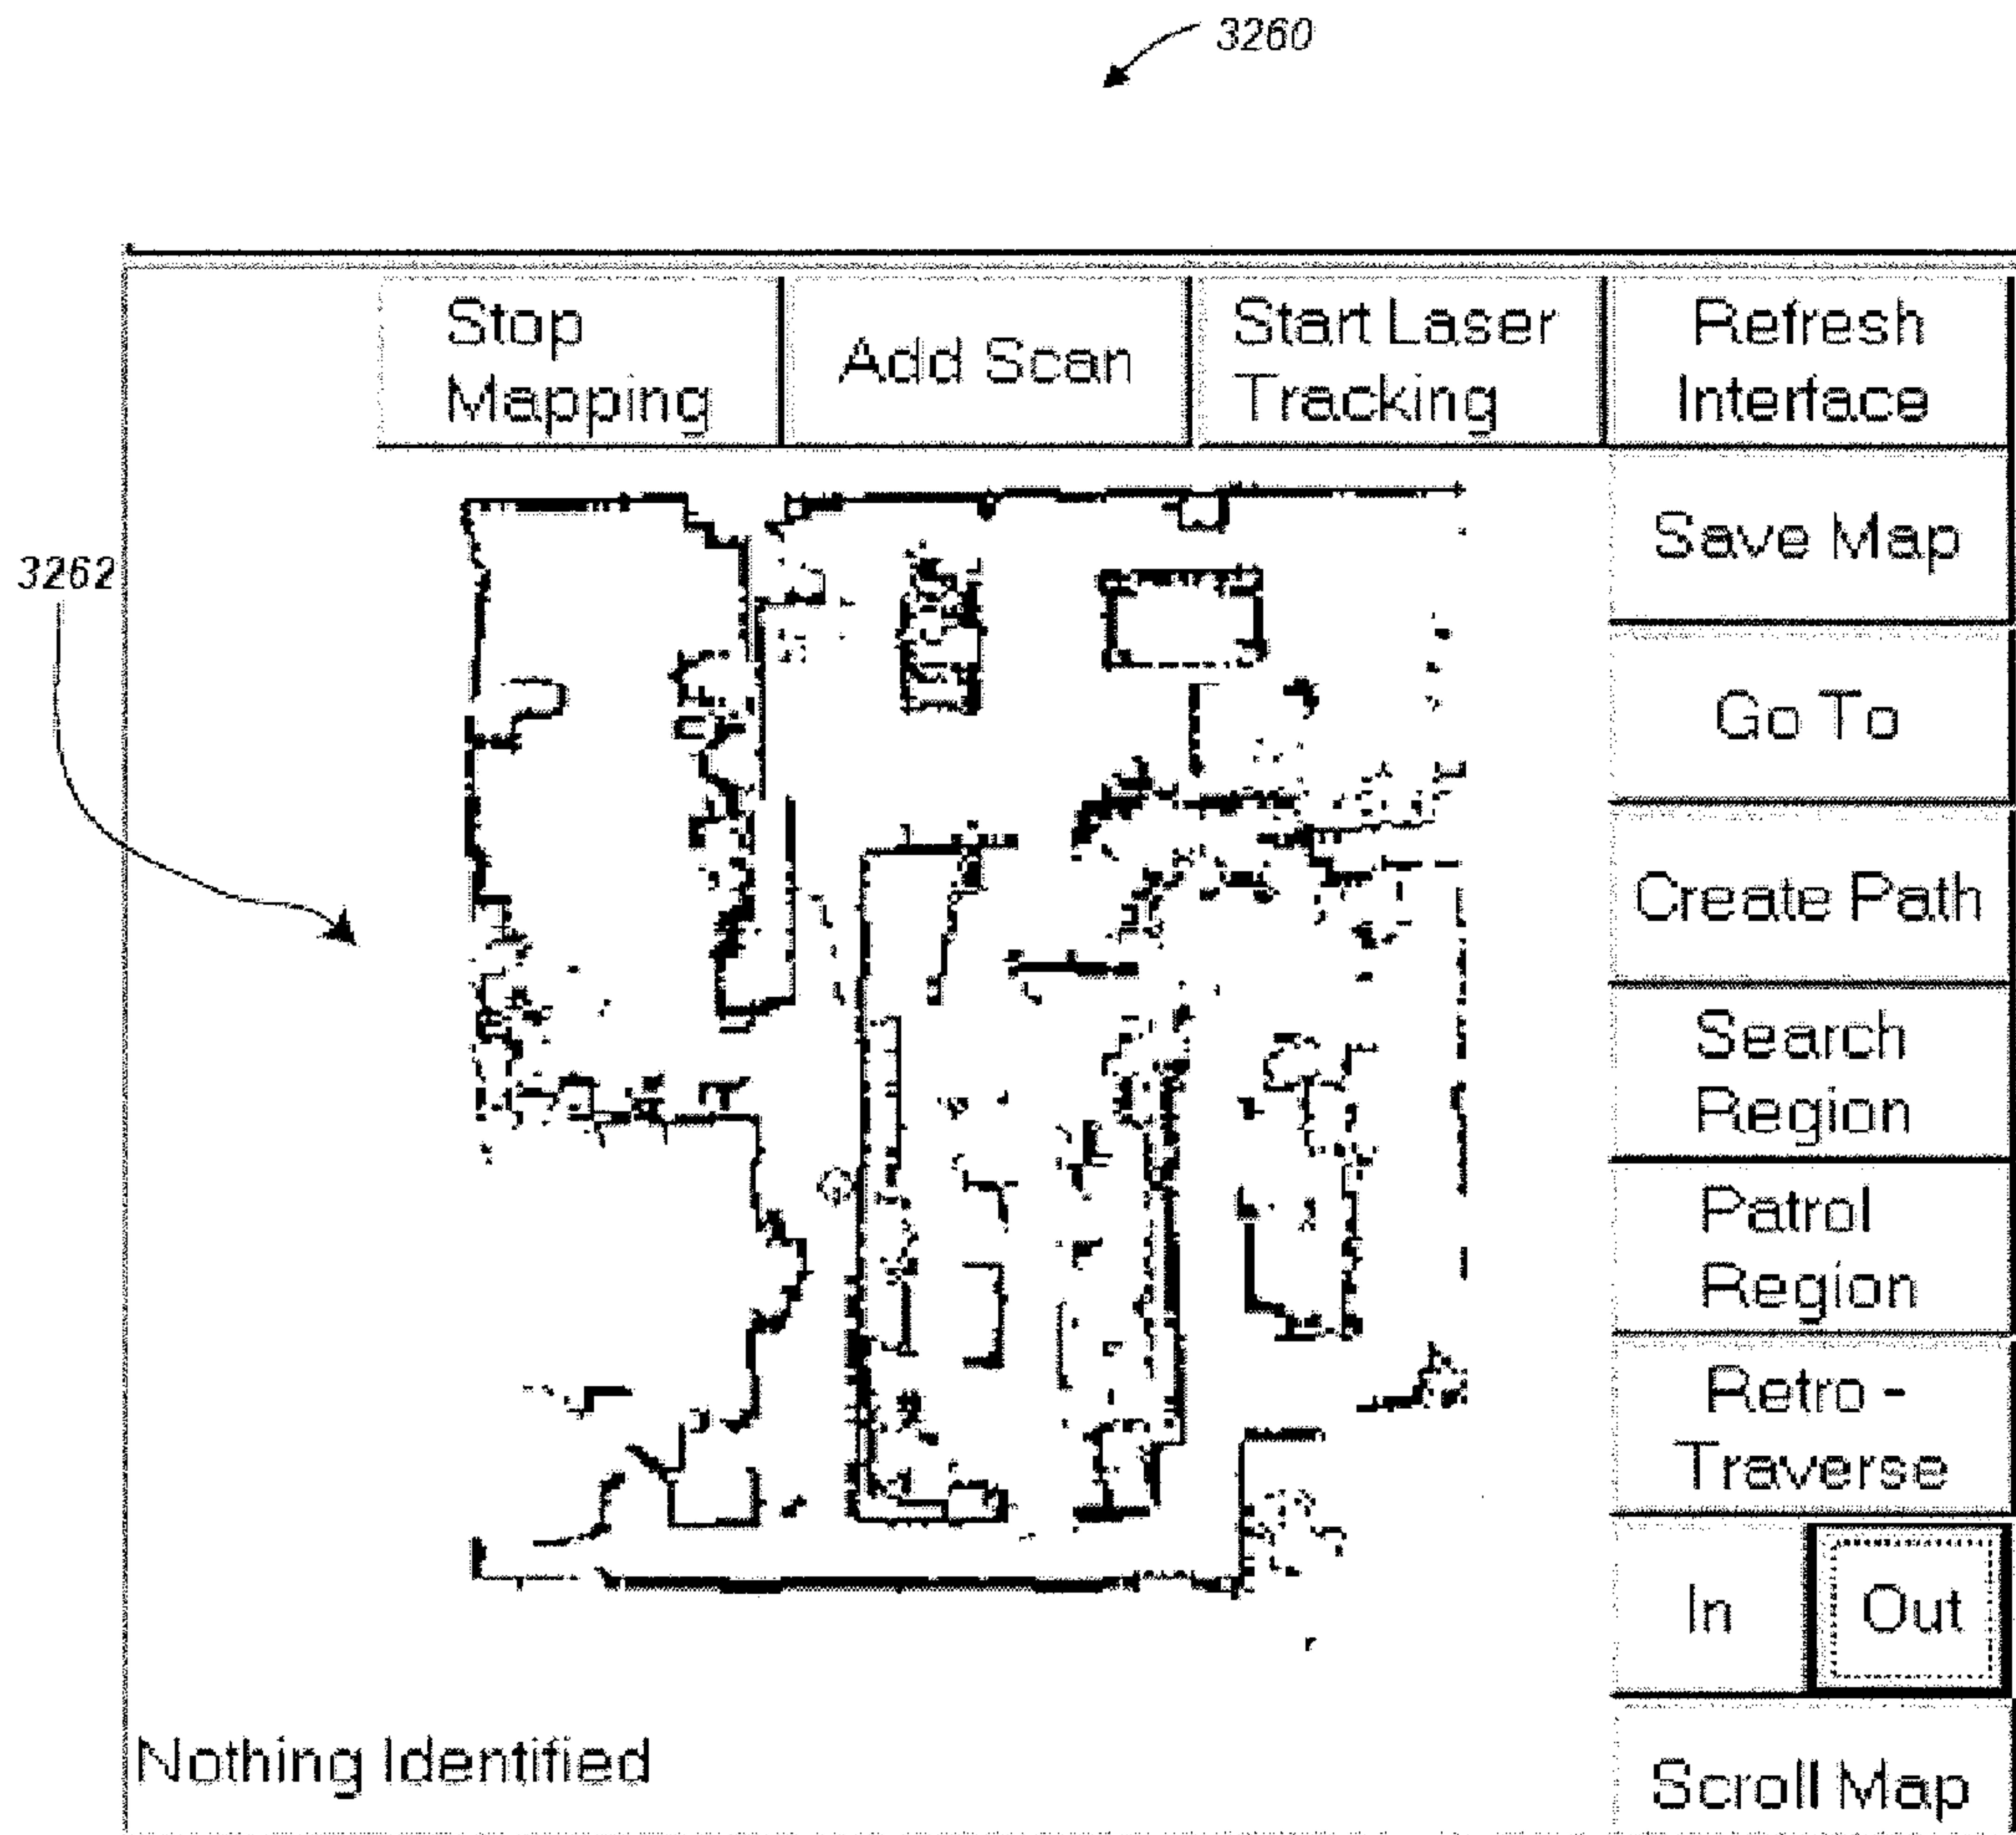 3260
Stop
Mapping
Add Scan
Start Laser
Tracking
Refresh
Interface
3262
Save Map
Go To
Create Path
Search
Region
Patrol
Region
Retro -
Traverse
In
Out
Nothing Identified
Scroll Map